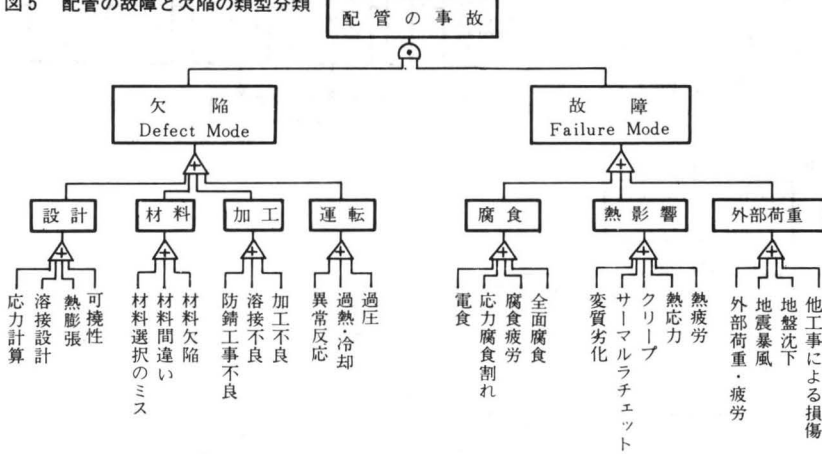 図5 配管の故障と欠陥の類型分類
配管の事故
欠陥
Defect Mode
故障
Failure Mode
設計
材料
加工
運転
腐食
熱影響
外部荷重
応力計算
溶接設計
熱膨張
可撓性
材料選択のミス
材料間違い
材料欠陥
防錆工事不良
溶接不良
加工不良
異常反応
過熱・冷却
過圧
電食
応力腐食割れ
腐食疲労
全面腐食
変質劣化
サーマルラチェット
クリープ
熱応力
熱疲労
外部荷重・疲労
地震暴風
地盤沈下
他工事による損傷